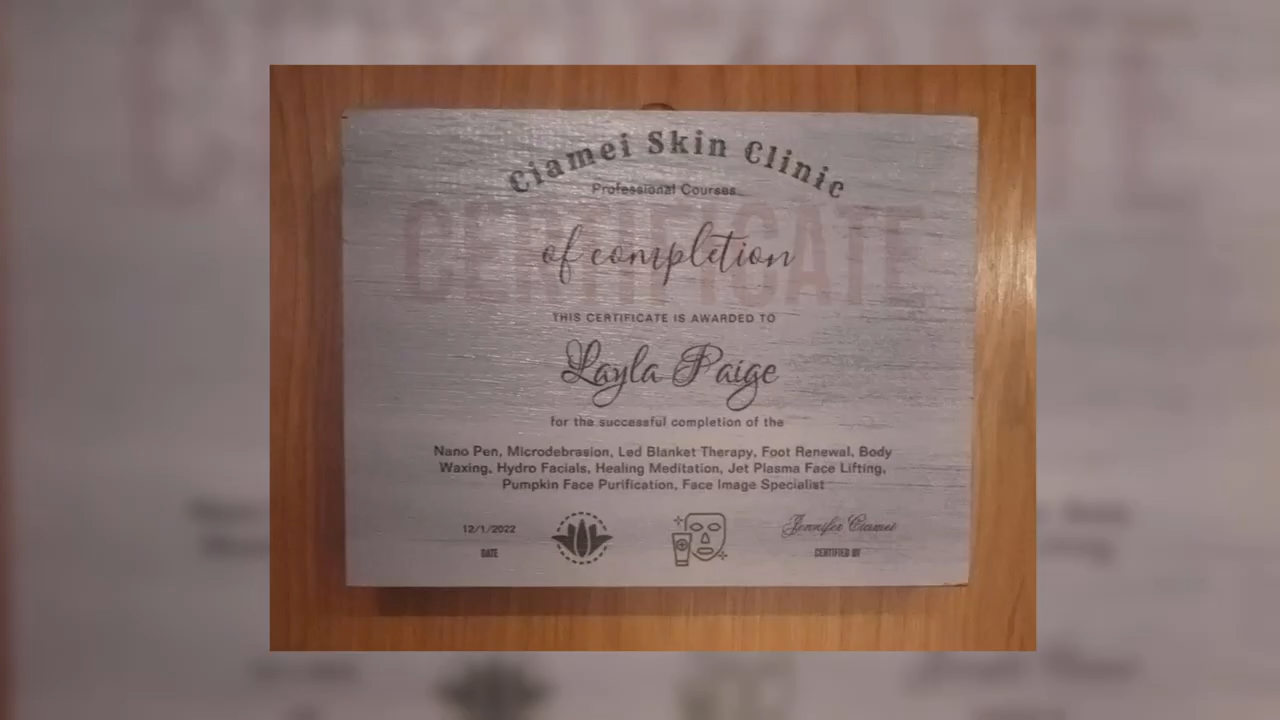 Ciamei Skin Clinic
Professional Courses
CERTIFICATE
of completion
THIS CERTIFICATE IS AWARDED TO
Layla Paige
for the successful completion of the
Nano Pen, Microdebrasion, Led Blanket Therapy, Foot Renewal, Body
Waxing, Hydro Facials, Healing Meditation, Jet Plasma Face Lifting,
Pumpkin Face Purification, Face Image Specialist
12/1/2022
DATE
Jennifer Ciamei
CERTIFIED BY